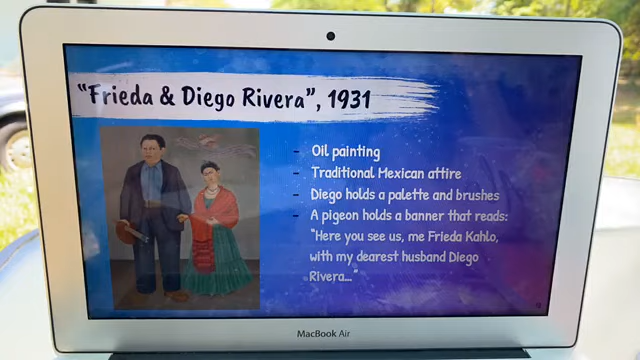 “Frieda & Diego Rivera”, 1931
- Oil painting
- Traditional Mexican attire
- Diego holds a palette and brushes
- A pigeon holds a banner that reads:
“Here you see us, me Frieda Kahlo,
with my dearest husband Diego
Rivera...”
MacBook Air